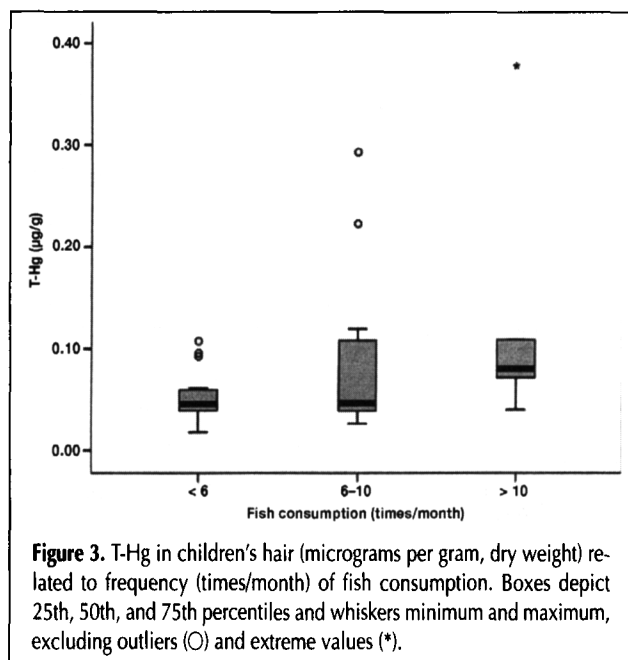 0.40
0.30
0.20
0.10
0.00
T-Hg (µg/g)
< 6
6–10
> 10
Fish consumption (times/month)
Figure 3. T-Hg in children's hair (micrograms per gram, dry weight) re-
lated to frequency (times/month) of fish consumption. Boxes depict
25th, 50th, and 75th percentiles and whiskers minimum and maximum,
excluding outliers (O) and extreme values (*).